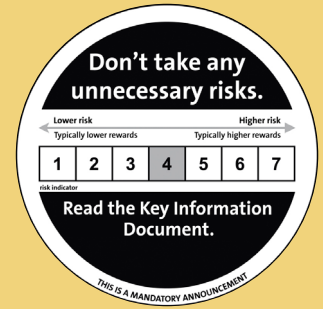 Don't take any
unnecessary risks.
Lower risk Higher risk
Typically lower rewards Typically higher rewards
1 2 3 4 5 6 7
risk indicator
Read the Key Information
Document.
THIS IS A MANDATORY ANNOUNCEMENT